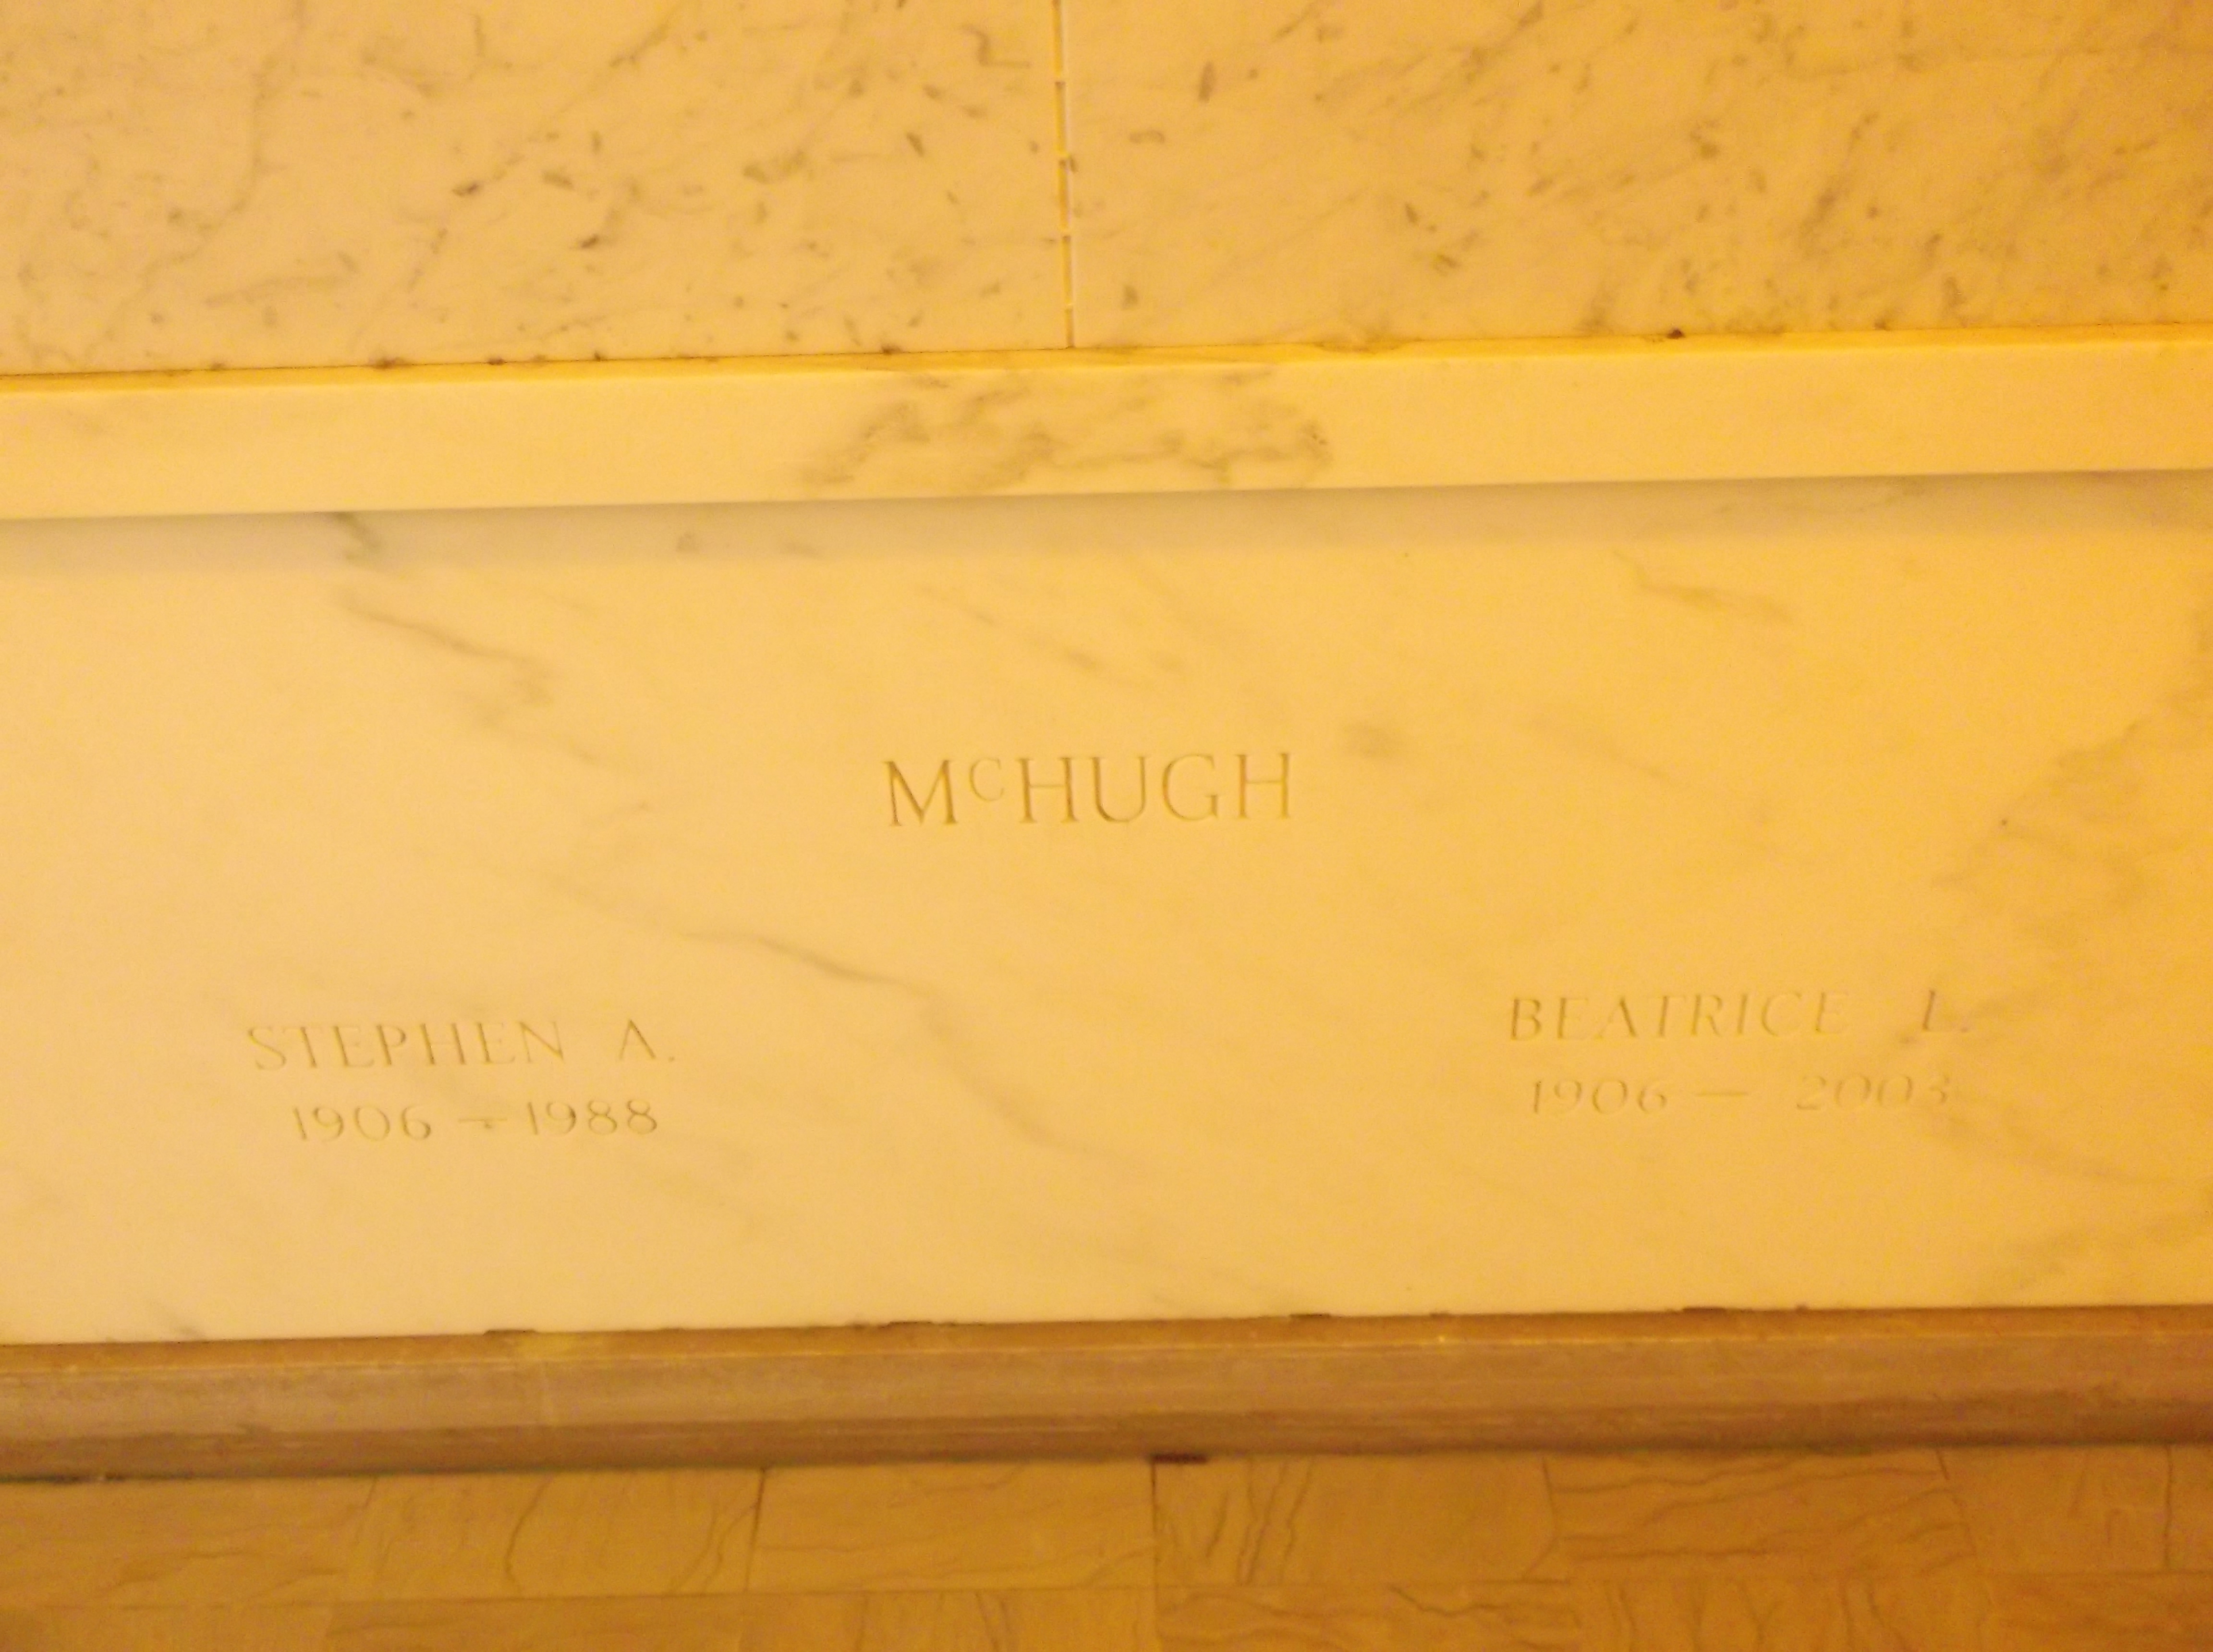 McHUGH
STEPHEN A.
1906 — 1988
BEATRICE L.
1906 — 2003